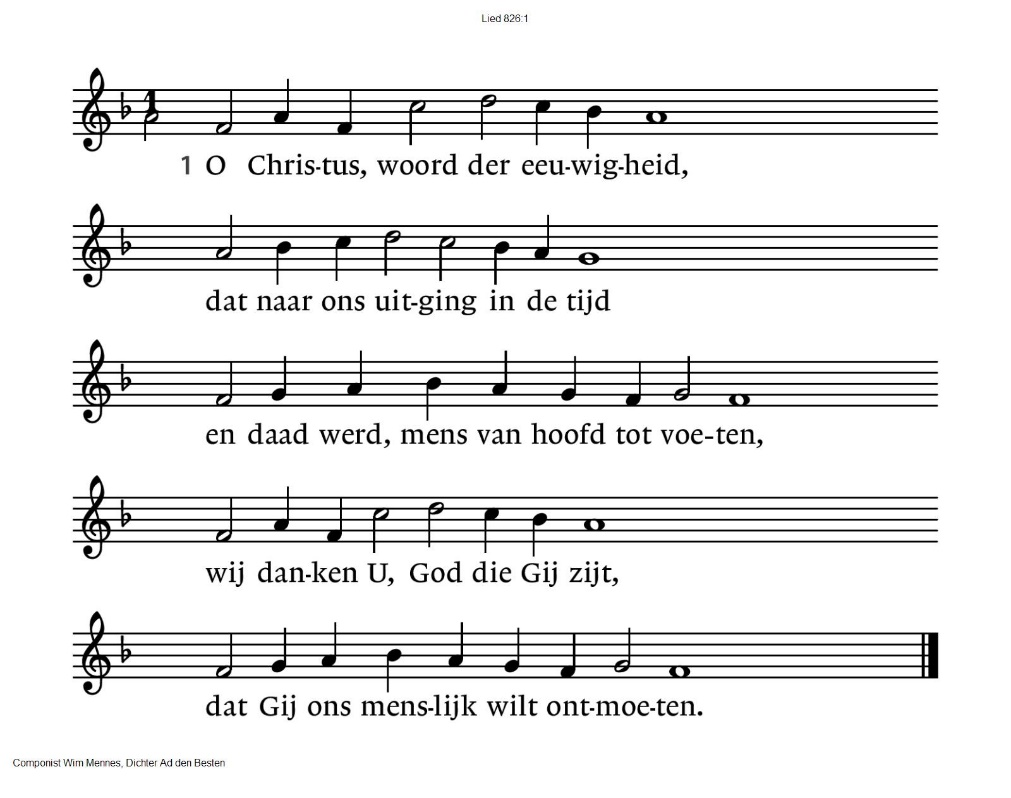 Lied 826:1
1
1 O Chris-tus, woord der eeu-wig-heid,
dat naar ons uit-ging in de tijd
en daad werd, mens van hoofd tot voe-ten,
wij dan-ken U, God die Gij zijt,
dat Gij ons mens-lijk wilt ont-moe-ten.
Componist Wim Mennes, Dichter Ad den Besten